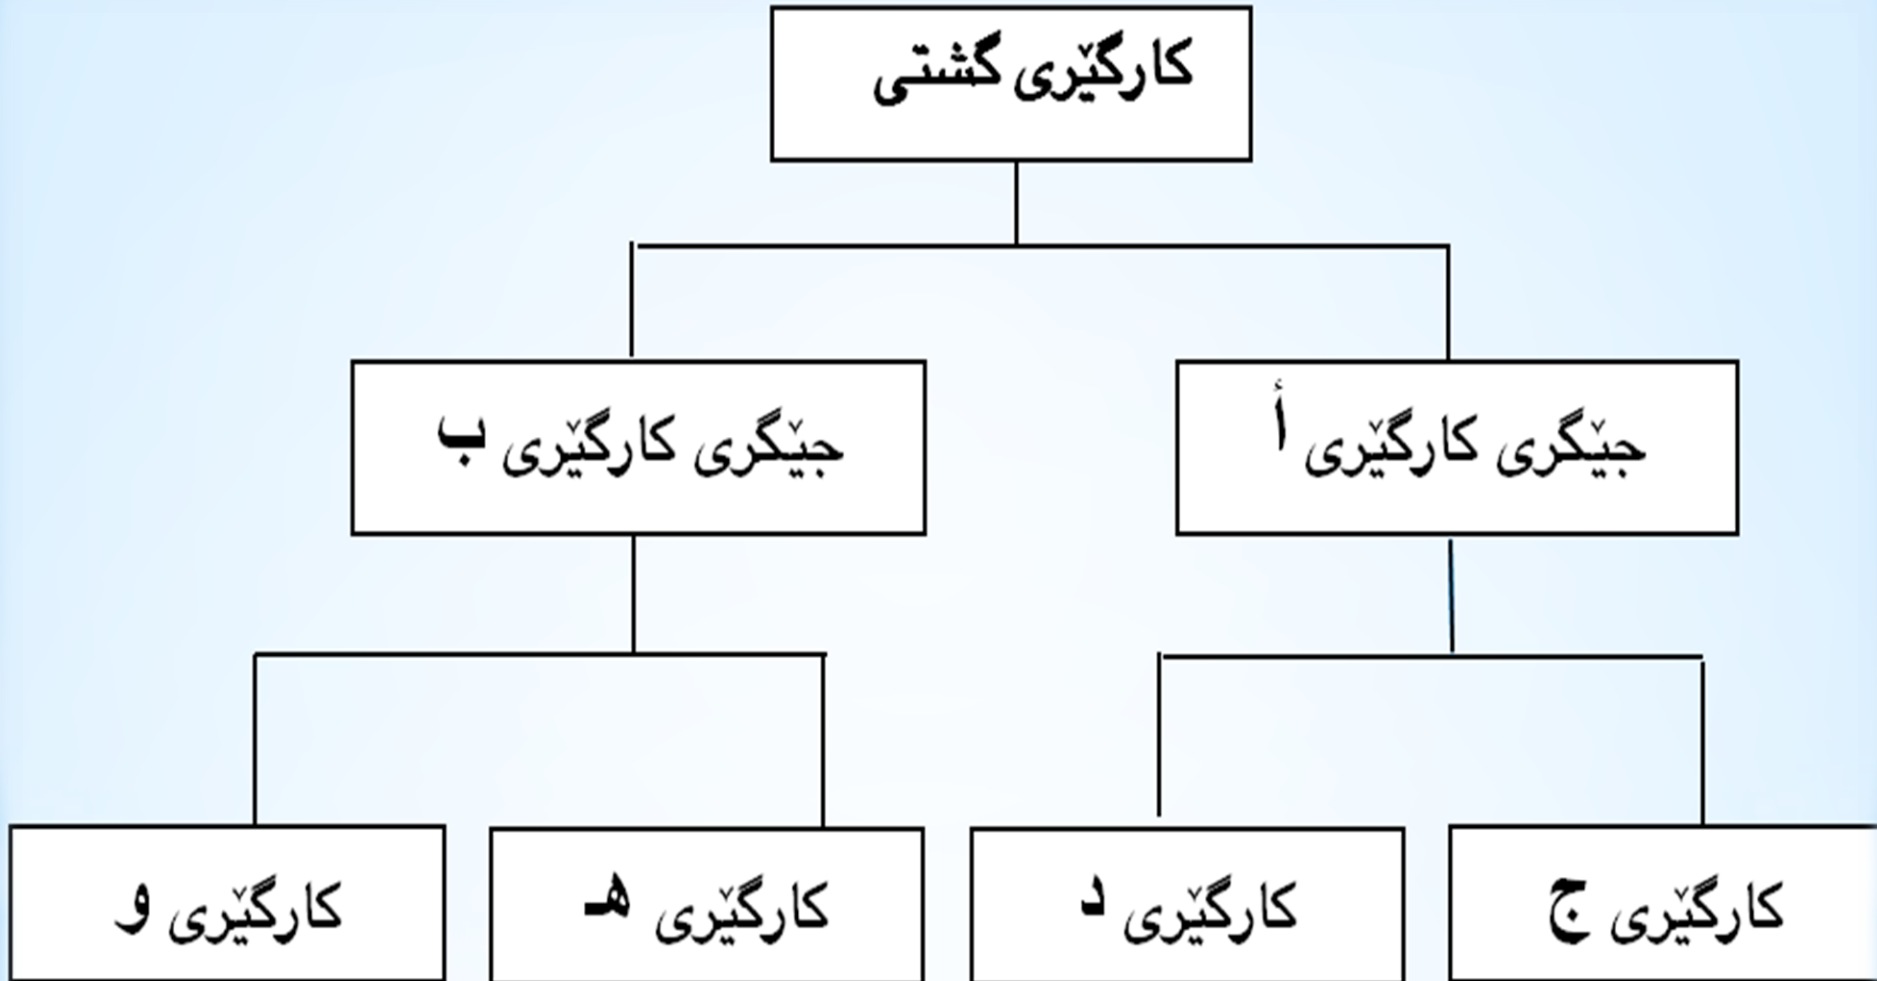 کارگێری گشتی
جێگری کارگێری أ
جێگری کارگێری ب
کارگێری ج
کارگێری د
کارگێری هـ
کارگێری و